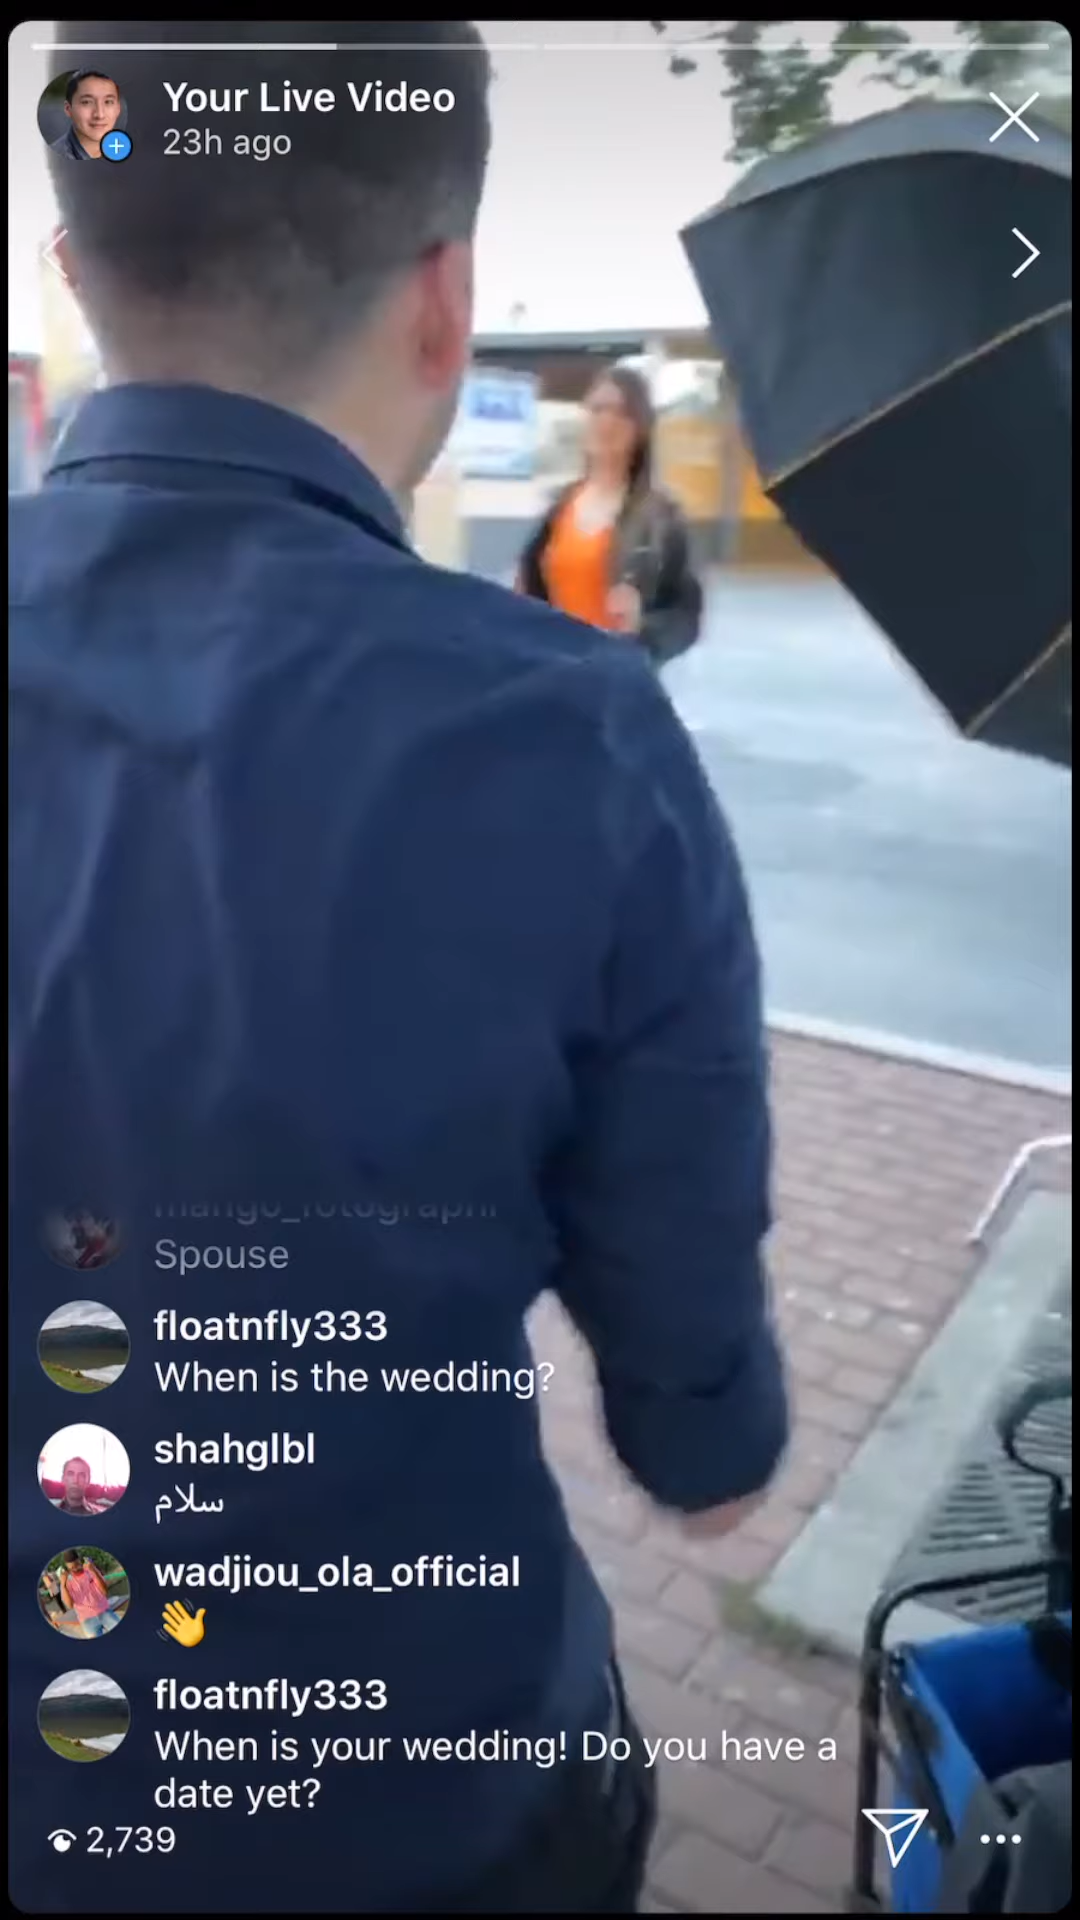 Your Live Video
23h ago
Spouse
floatnfly333
When is the wedding?
shahglbl
سلام
wadjiou_ola_official
👋
floatnfly333
When is your wedding! Do you have a
date yet?
2,739